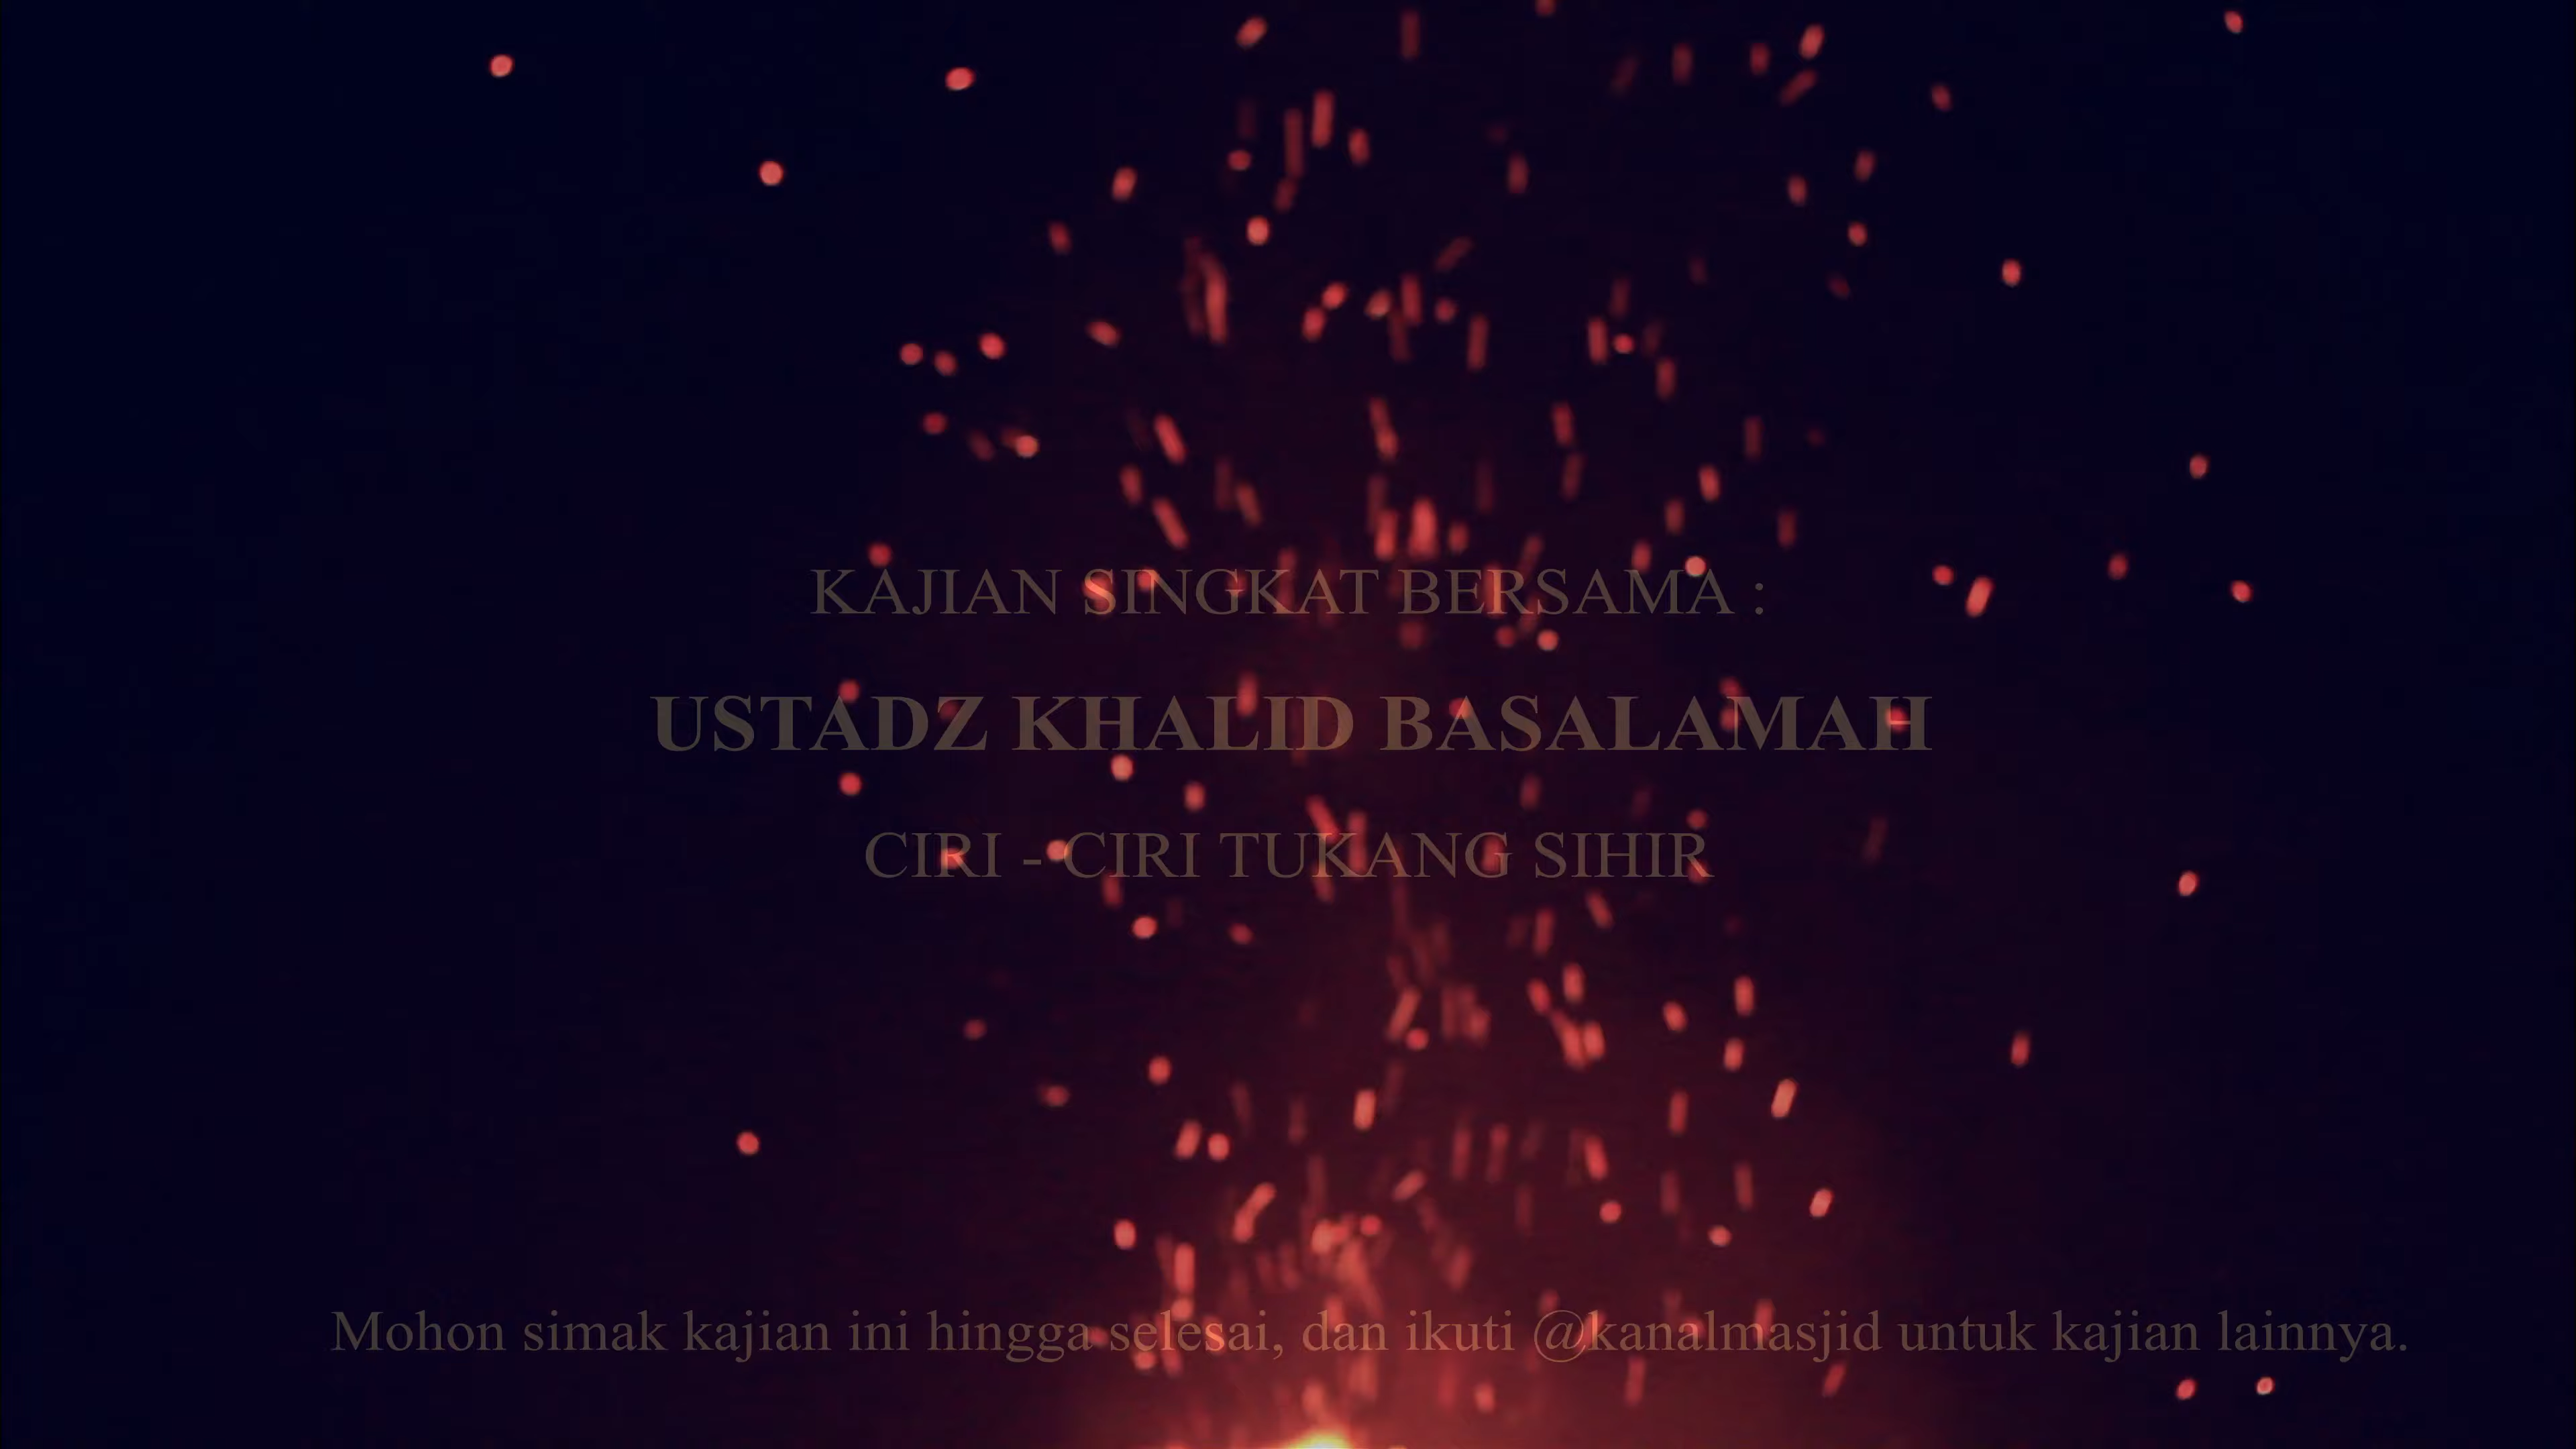 KAJIAN SINGKAT BERSAMA :
USTADZ KHALID BASALAMAH
CIRI - CIRI TUKANG SIHIR
Mohon simak kajian ini hingga selesai, dan ikuti @kanalmasjid untuk kajian lainnya.